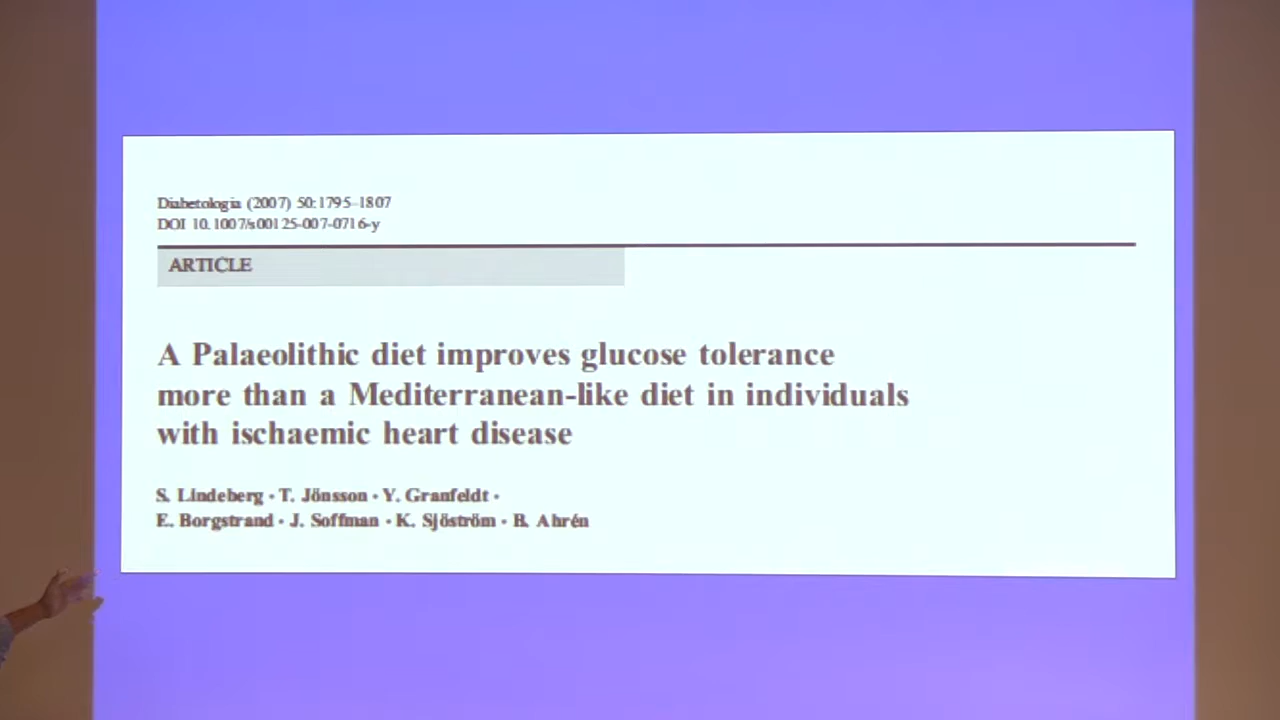 Diabetologia (2007) 50:1795–1807
DOI 10.1007/s00125-007-0716-y
ARTICLE
A Palaeolithic diet improves glucose tolerance
more than a Mediterranean-like diet in individuals
with ischaemic heart disease
S. Lindeberg · T. Jönsson · Y. Granfeldt ·
E. Borgstrand · J. Soffman · K. Sjöström · B. Ahrén